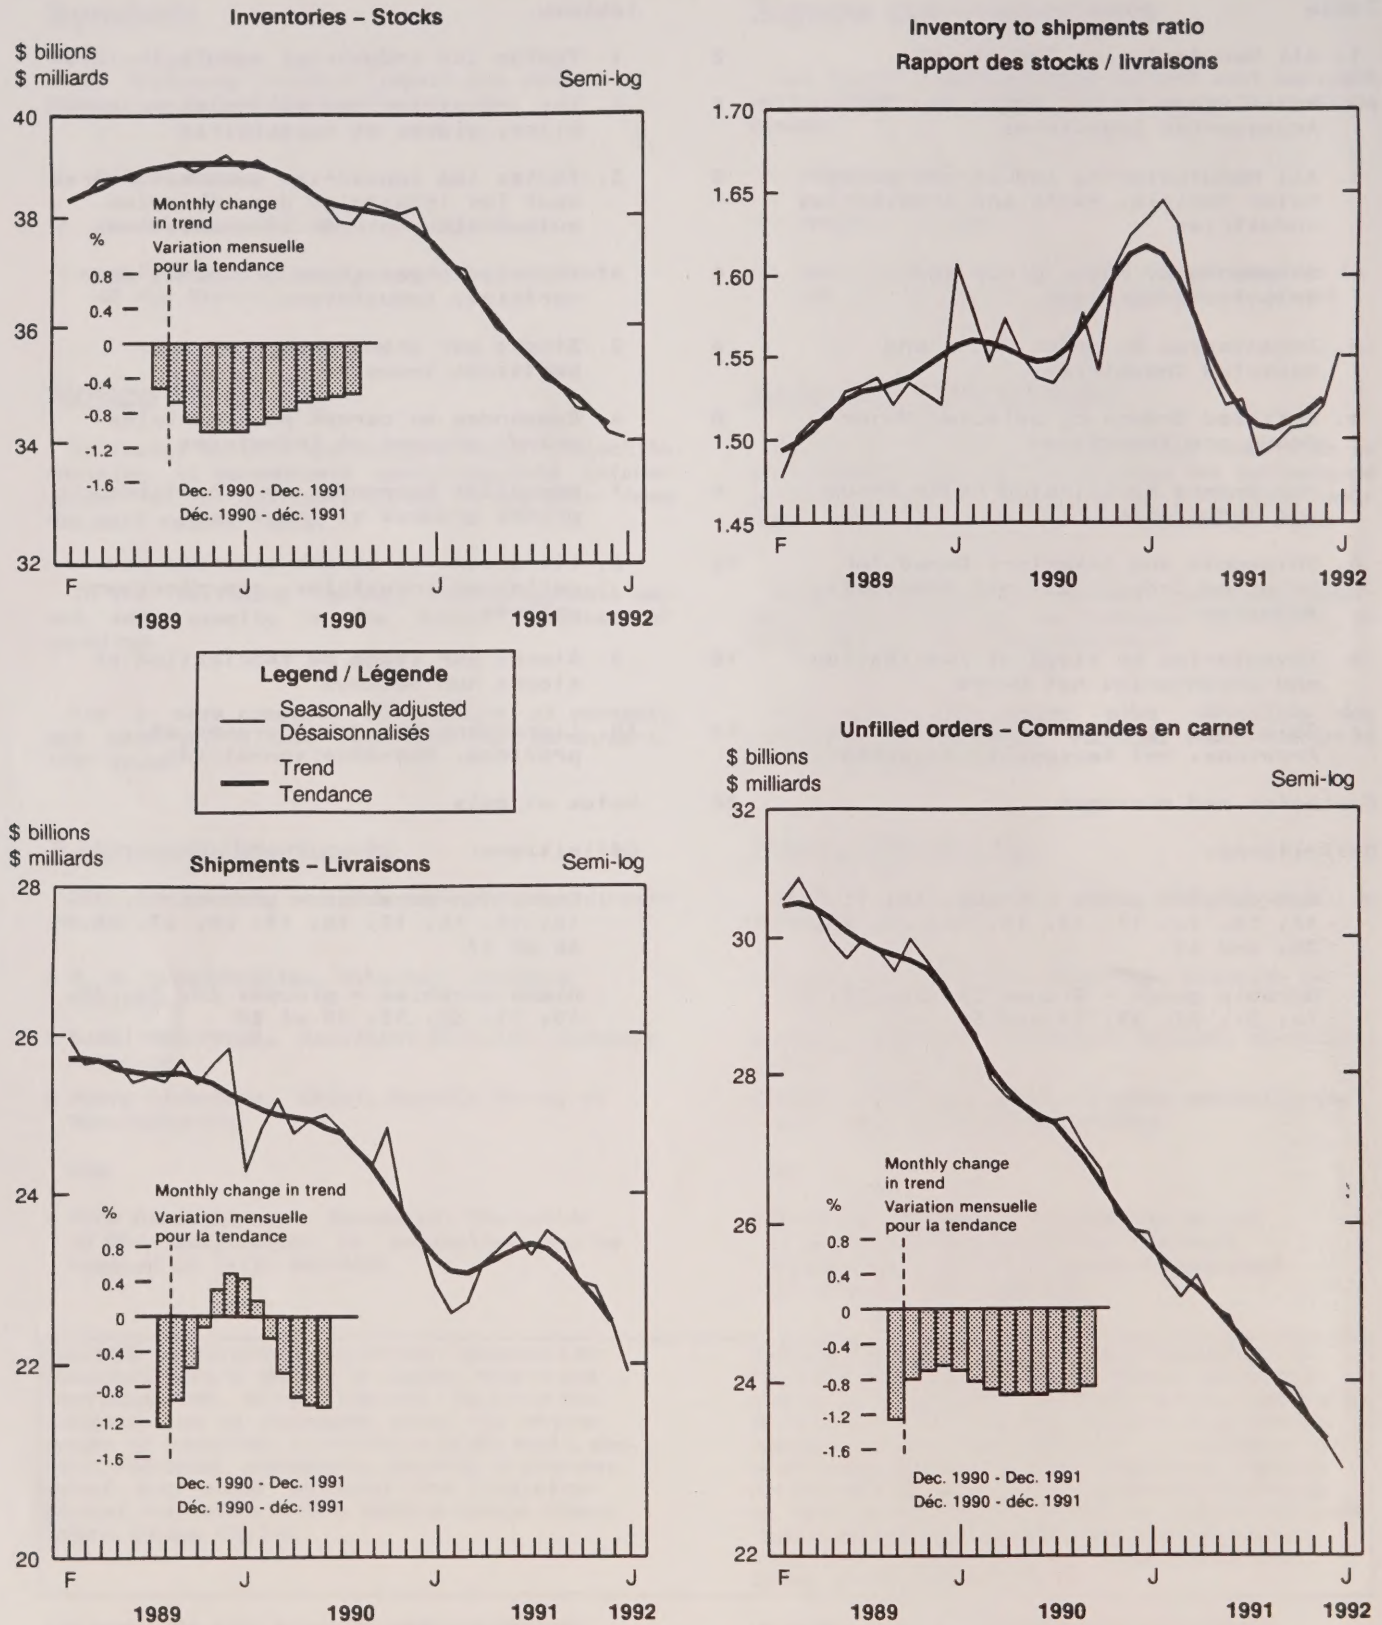 Inventories – Stocks
$ billions
$ milliards
Semi-log
40
38
36
34
32
Monthly change
in trend
%
Variation mensuelle
pour la tendance
0.8
0.4
0
-0.4
-0.8
-1.2
-1.6
Dec. 1990 - Dec. 1991
Déc. 1990 - déc. 1991
F J J J
1989 1990 1991 1992
Inventory to shipments ratio
Rapport des stocks / livraisons
1.70
1.65
1.60
1.55
1.50
1.45
F J J J
1989 1990 1991 1992
Legend / Légende
Seasonally adjusted
Désaisonnalisés
Trend
Tendance
$ billions
$ milliards
Shipments – Livraisons
Semi-log
28
26
24
22
20
Monthly change in trend
%
Variation mensuelle
pour la tendance
0.8
0.4
0
-0.4
-0.8
-1.2
-1.6
Dec. 1990 - Dec. 1991
Déc. 1990 - déc. 1991
F J J J
1989 1990 1991 1992
Unfilled orders – Commandes en carnet
$ billions
$ milliards
Semi-log
32
30
28
26
24
22
Monthly change
in trend
%
Variation mensuelle
pour la tendance
0.8
0.4
0
-0.4
-0.8
-1.2
-1.6
Dec. 1990 - Dec. 1991
Déc. 1990 - déc. 1991
F J J J
1989 1990 1991 1992